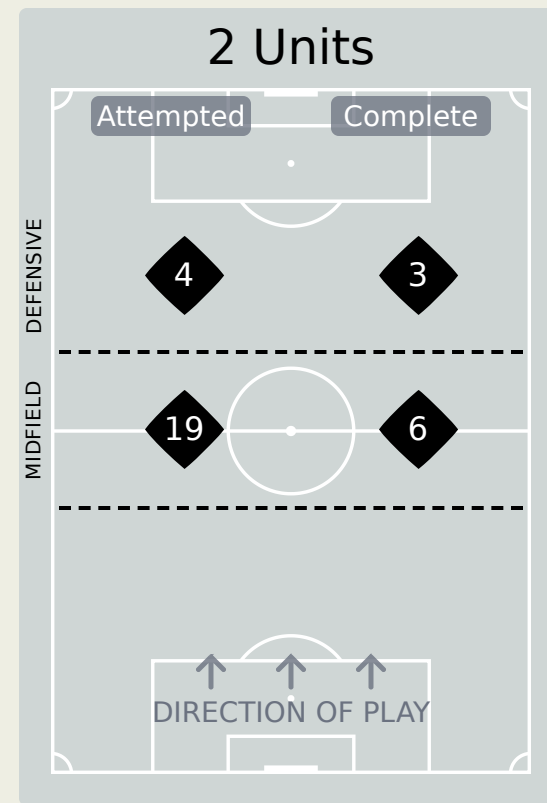 2 Units
Attempted
Complete
DEFENSIVE
4
3
MIDFIELD
19
6
DIRECTION OF PLAY